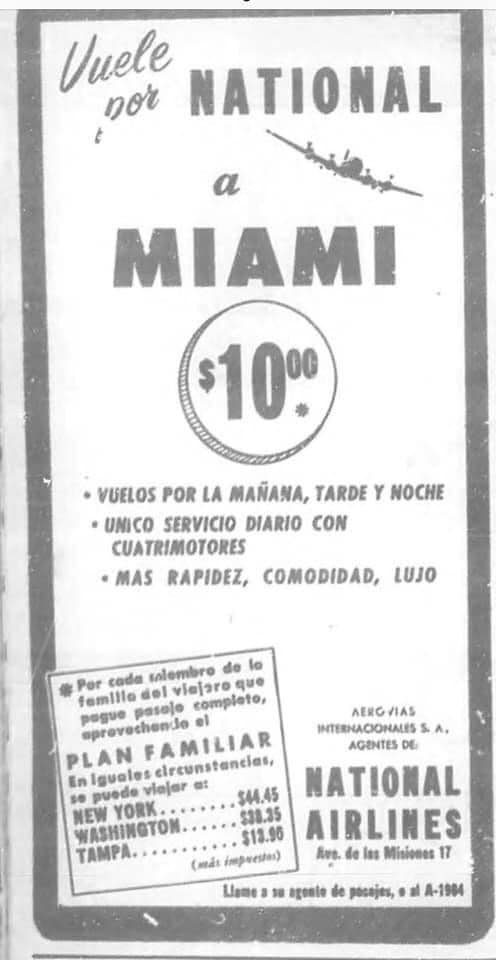 Vuele
por NATIONAL
a
MIAMI
$10.00*
• VUELOS POR LA MAÑANA, TARDE Y NOCHE
• UNICO SERVICIO DIARIO CON
CUATRIMOTORES
• MAS RAPIDEZ, COMODIDAD, LUJO
* Por cada miembro de la
familia del viajero que
pague pasaje completo,
aprovechando el
PLAN FAMILIAR
En iguales circunstancias,
se puede viajar a:
NEW YORK........$44.45
WASHINGTON......$38.35
TAMPA...........$13.95
(más impuestos)
AEROVIAS
INTERNACIONALES S. A.,
AGENTES DE:
NATIONAL
AIRLINES
Ave. de las Misiones 17
Llame a su agente de pasajes, o al A-1984